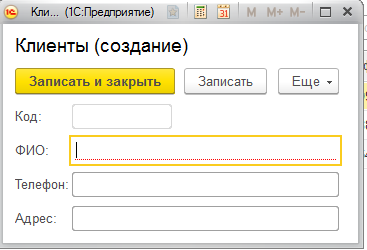 Кли... (1С:Предприятие)
M M+ M-
Клиенты (создание)
Записать и закрыть Записать Еще
Код:
ФИО:
Телефон:
Адрес: